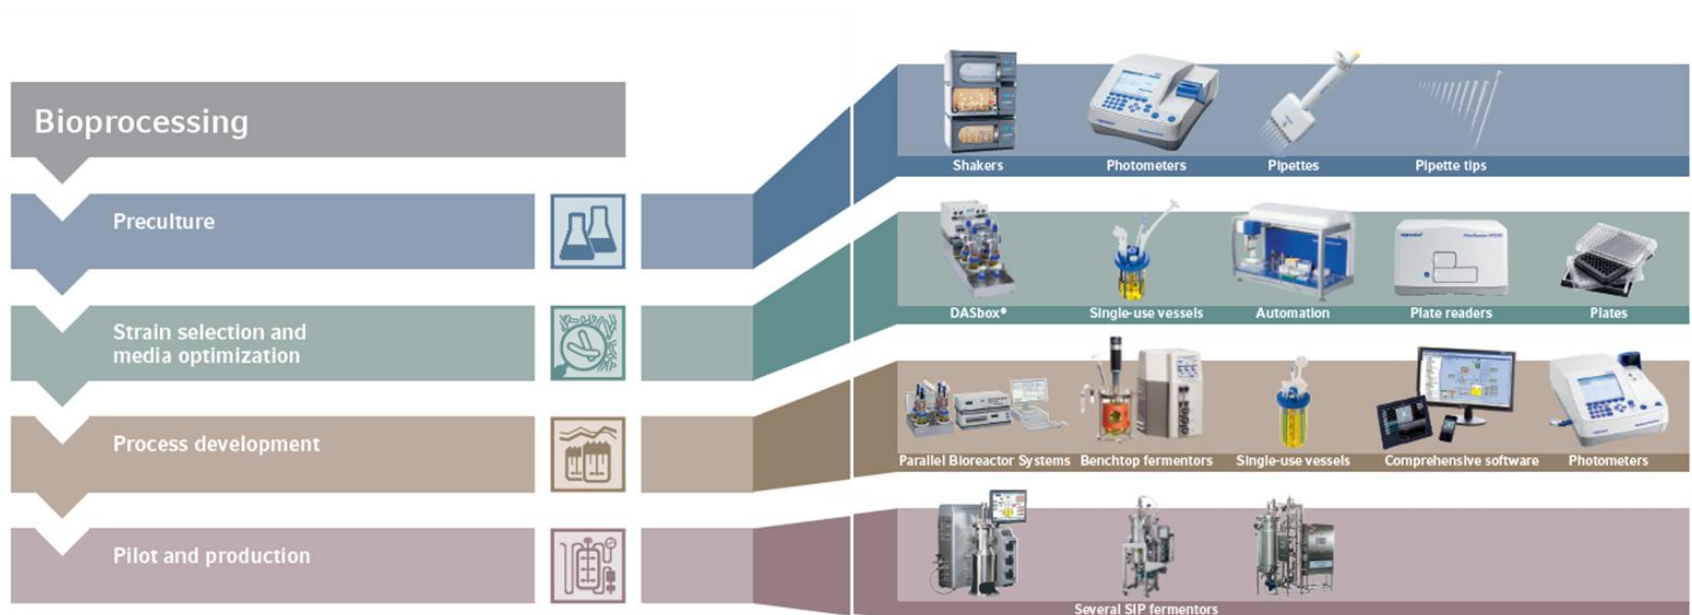 Bioprocessing
Preculture
Strain selection and
media optimization
Process development
Pilot and production
Shakers
Photometers
Pipettes
Pipette tips
DASbox®
Single-use vessels
Automation
Plate readers
Plates
Parallel Bioreactor Systems
Benchtop fermentors
Single-use vessels
Comprehensive software
Photometers
Several SIP fermentors